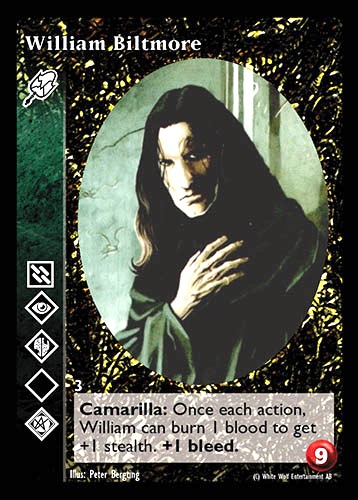 William Biltmore
3
Camarilla: Once each action,
William can burn 1 blood to get
+1 stealth. +1 bleed.
9
Illus: Peter Bergting
(C) White Wolf Entertainment AB